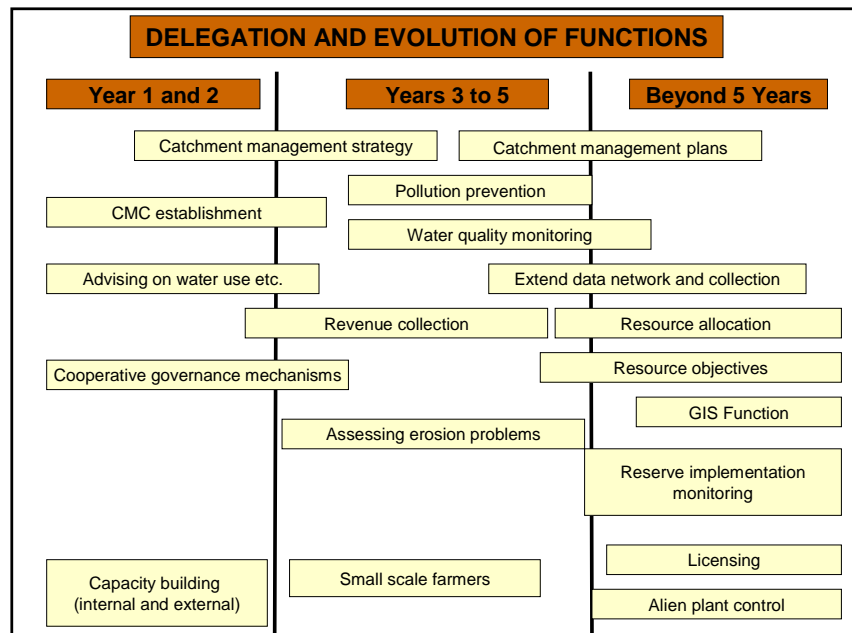 DELEGATION AND EVOLUTION OF FUNCTIONS
Year 1 and 2
Years 3 to 5
Beyond 5 Years
Catchment management strategy
Catchment management plans
Pollution prevention
CMC establishment
Water quality monitoring
Advising on water use etc.
Extend data network and collection
Revenue collection
Resource allocation
Cooperative governance mechanisms
Resource objectives
GIS Function
Assessing erosion problems
Reserve implementation
monitoring
Licensing
Capacity building
(internal and external)
Small scale farmers
Alien plant control